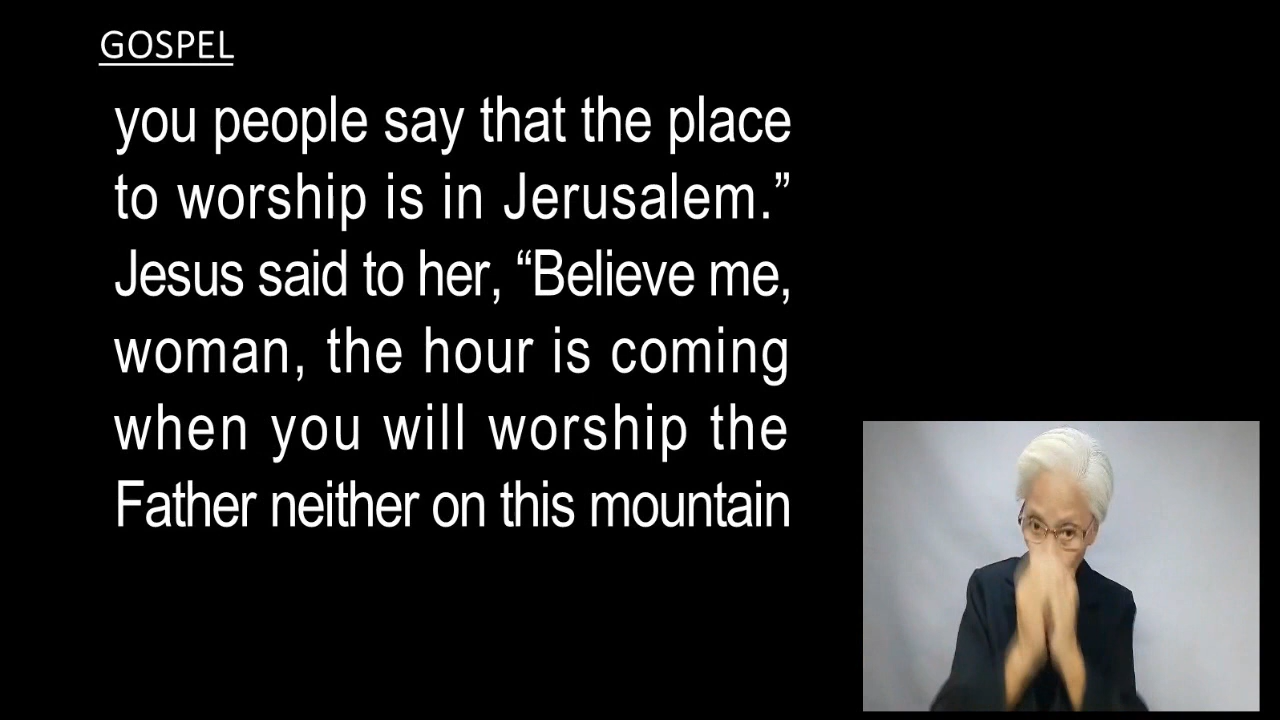 GOSPEL
you people say that the place
to worship is in Jerusalem.”
Jesus said to her, “Believe me,
woman, the hour is coming
when you will worship the
Father neither on this mountain